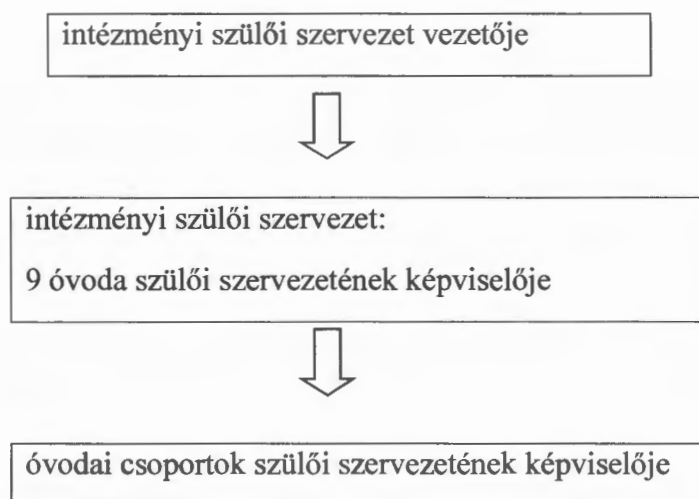 intézményi szülői szervezet vezetője
intézményi szülői szervezet:
9 óvoda szülői szervezetének képviselője
óvodai csoportok szülői szervezetének képviselője